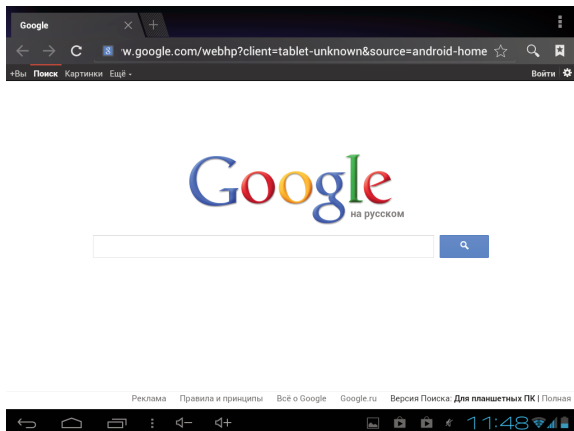 Google
w.google.com/webhp?client=tablet-unknown&source=android-home
+Вы Поиск Картинки Ещё Войти
Google
на русском
Реклама Правила и принципы Всё о Google Google.ru Версия Поиска: Для планшетных ПК | Полная
11:48